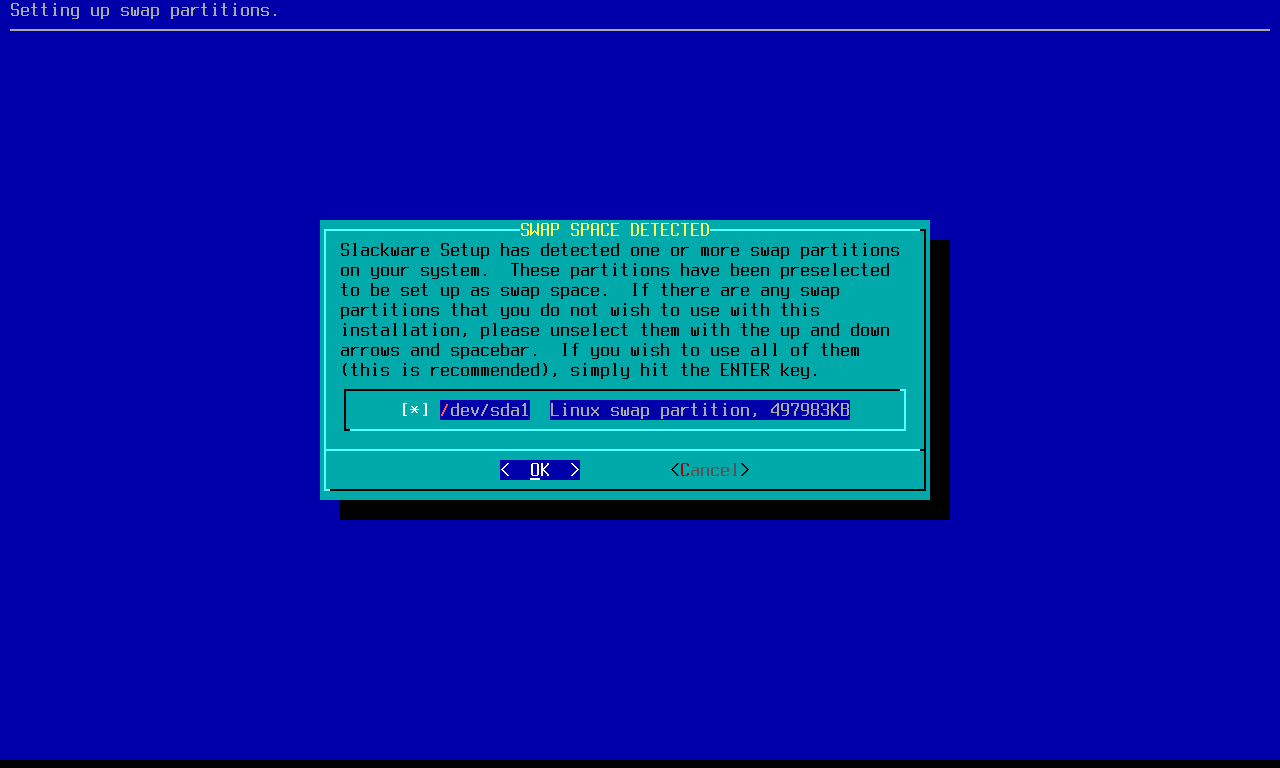 Setting up swap partitions.
SWAP SPACE DETECTED
Slackware Setup has detected one or more swap partitions
on your system.  These partitions have been preselected
to be set up as swap space.  If there are any swap
partitions that you do not wish to use with this
installation, please unselect them with the up and down
arrows and spacebar.  If you wish to use all of them
(this is recommended), simply hit the ENTER key.
[*] /dev/sda1  Linux swap partition, 497983KB
<  OK  > <Cancel>